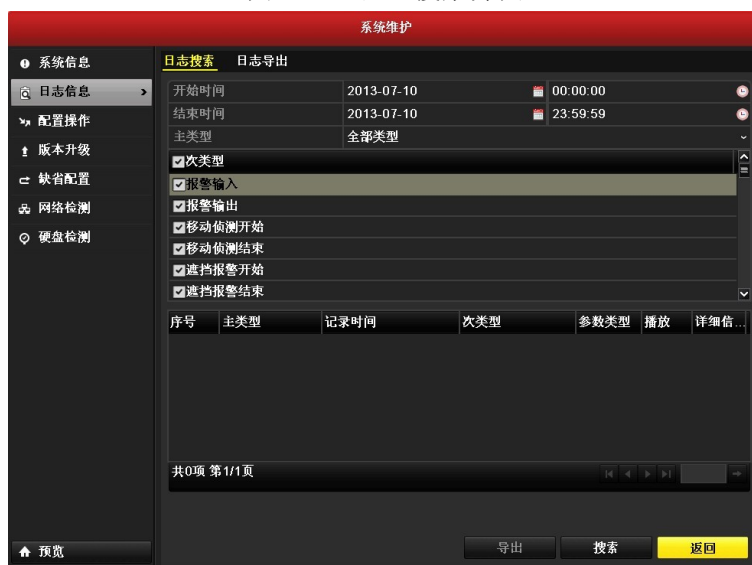 系统维护
系统信息
日志信息
配置操作
版本升级
缺省配置
网络检测
硬盘检测
预览
日志搜索 日志导出
开始时间 2013-07-10 00:00:00
结束时间 2013-07-10 23:59:59
主类型 全部类型
次类型
报警输入
报警输出
移动侦测开始
移动侦测结束
遮挡报警开始
遮挡报警结束
序号 主类型 记录时间 次类型 参数类型 播放 详细信...
共0项 第1/1页
导出 搜索 返回